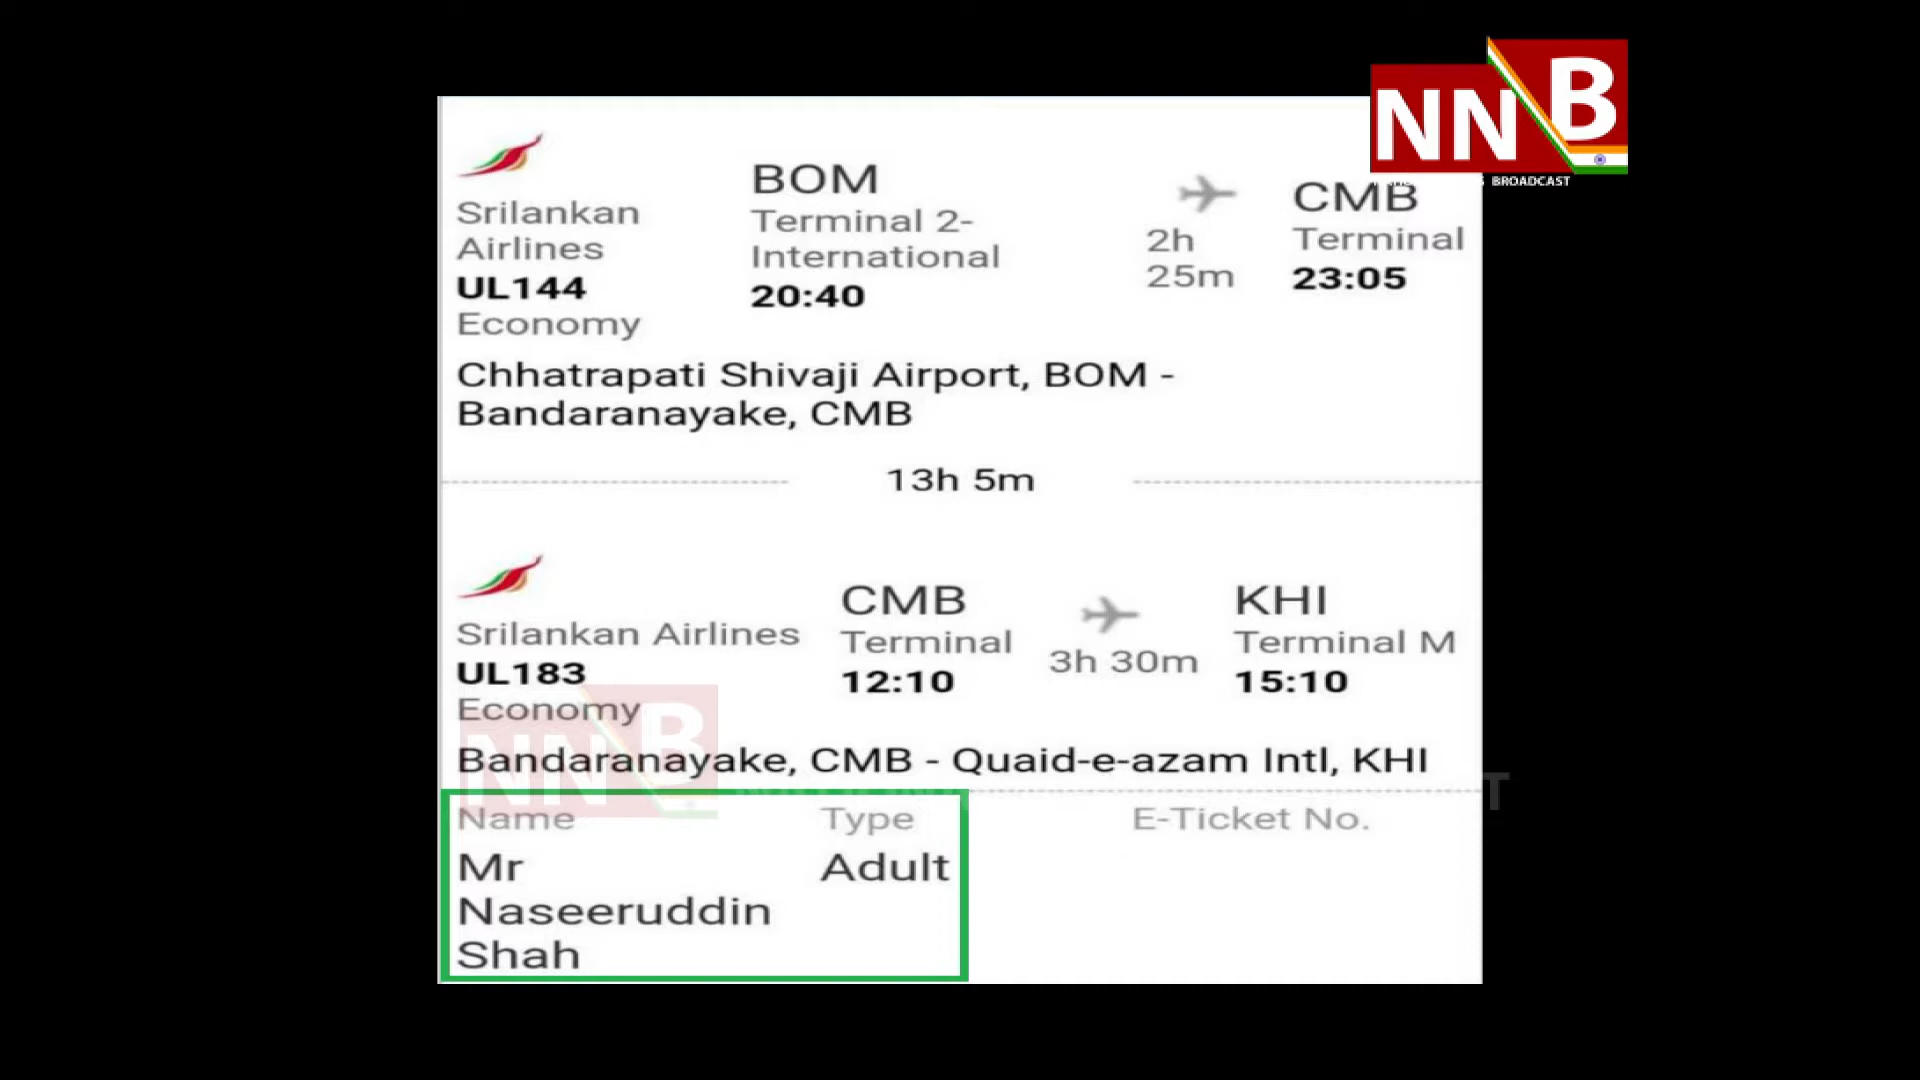 NNB
BROADCAST
BOM
CMB
Srilankan
Airlines
Terminal 2-
International
2h
25m
Terminal
UL144
20:40
23:05
Economy
Chhatrapati Shivaji Airport, BOM -
Bandaranayake, CMB
13h 5m
CMB
KHI
Srilankan Airlines
Terminal
3h 30m
Terminal M
UL183
12:10
15:10
Economy
NNB
Bandaranayake, CMB - Quaid-e-azam Intl, KHI
Name Type E-Ticket No.
Mr Adult
Naseeruddin
Shah